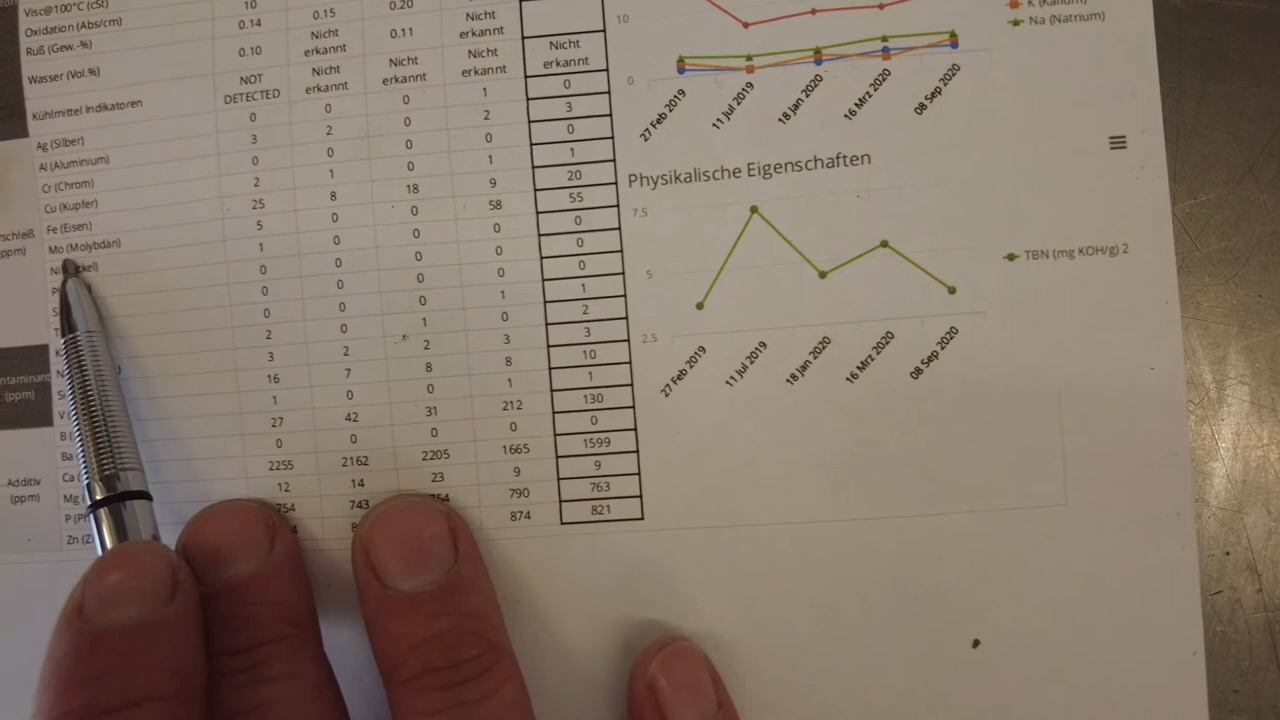 Visc@100°C (cSt) 10
Oxidation (Abs/cm) 0.14 0.15 0.20
Ruß (Gew.-%) 0.10 Nicht erkannt 0.11 Nicht erkannt
Wasser (Vol.%) NOT DETECTED Nicht erkannt Nicht erkannt Nicht erkannt Nicht erkannt
Kühlmittel Indikatoren
Ag (Silber) 0 0 0 1 0
Al (Aluminium) 3 2 0 2 3
Cr (Chrom) 0 0 0 0 0
Cu (Kupfer) 2 1 0 1 1
Fe (Eisen) 25 8 18 9 20
Mo (Molybdän) 5 0 0 58 55
Ni 1 0 0 0 0
0 0 0 0 0
0 0 0 0 0
0 0 0 1 1
2 0 1 0 2
3 2 2 3 3
16 7 8 8 10
V 1 0 0 1 1
B 27 42 31 212 130
Ba 0 0 0 0 0
Ca 2255 2162 2205 1665 1599
Mg 12 14 23 9 9
P 754 743 754 790 763
Zn 874 821
(ppm)
(ppm)
Additiv
(ppm)
10
0
27 Feb 2019
11 Jul 2019
18 Jan 2020
16 Mrz 2020
08 Sep 2020
K (Kalium)
Na (Natrium)
Physikalische Eigenschaften
7.5
5
2.5
27 Feb 2019
11 Jul 2019
18 Jan 2020
16 Mrz 2020
08 Sep 2020
TBN (mg KOH/g) 2